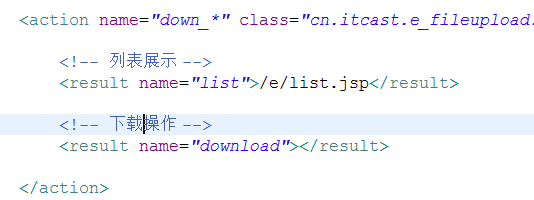 <action name="down_*" class="cn.itcast.e_fileupload.
<!-- 列表展示 -->
<result name="list">/e/list.jsp</result>
<!-- 下载操作 -->
<result name="download"></result>
</action>